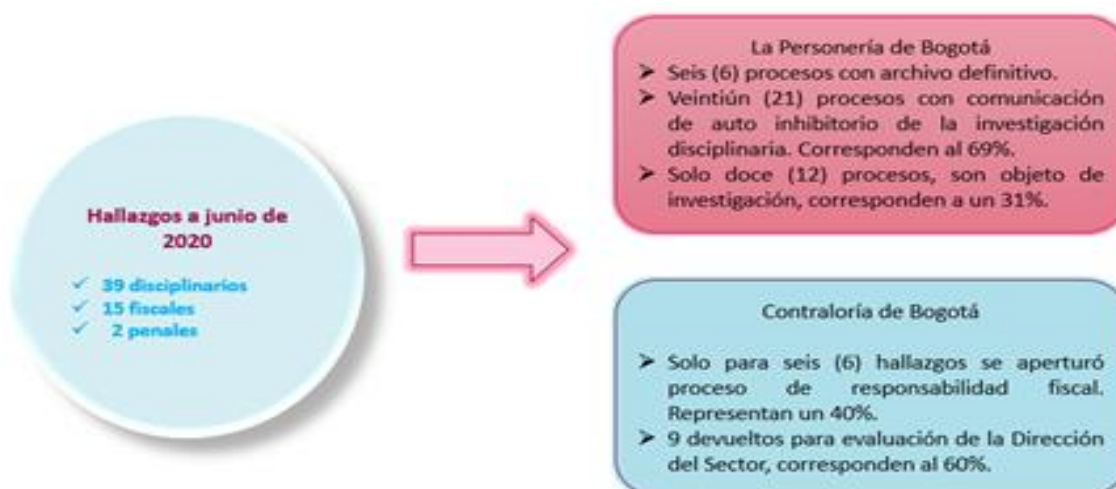 Hallazgos a junio de
2020
✓ 39 disciplinarios
✓ 15 fiscales
✓ 2 penales
La Personería de Bogotá
➤ Seis (6) procesos con archivo definitivo.
➤ Veintiún (21) procesos con comunicación
de auto inhibitorio de la investigación
disciplinaria. Corresponden al 69%.
➤ Solo doce (12) procesos, son objeto de
investigación, corresponden a un 31%.
Contraloría de Bogotá
➤ Solo para seis (6) hallazgos se aperturó
proceso de responsabilidad fiscal.
Representan un 40%.
➤ 9 devueltos para evaluación de la Dirección
del Sector, corresponden al 60%.